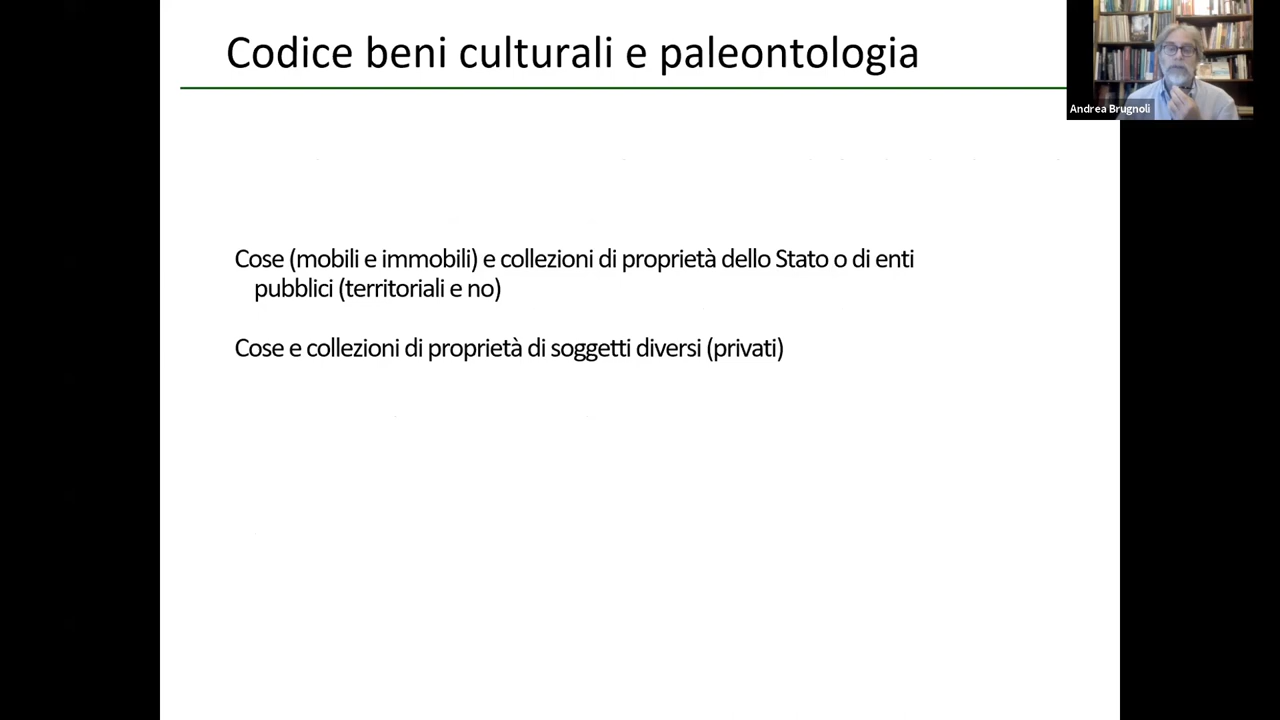 Codice beni culturali e paleontologia
Andrea Brugnoli
Cose (mobili e immobili) e collezioni di proprietà dello Stato o di enti
pubblici (territoriali e no)
Cose e collezioni di proprietà di soggetti diversi (privati)